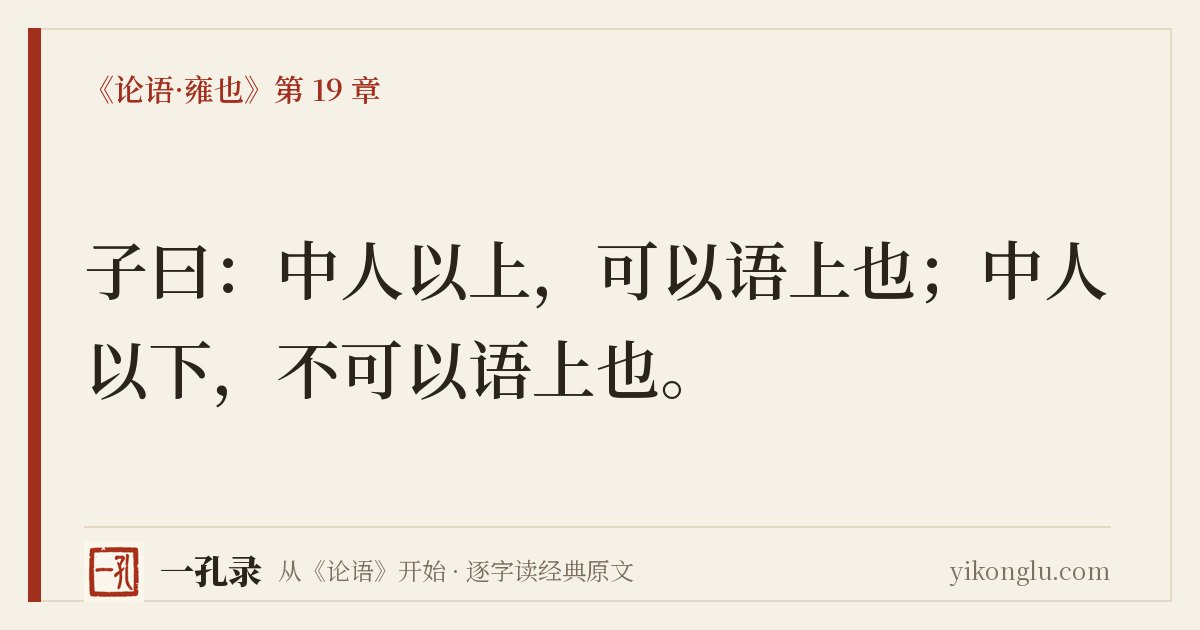 《论语·雍也》第 19 章
子曰：中人以上，可以语上也；中人
以下，不可以语上也。
一孔
一孔录 从《论语》开始 · 逐字读经典原文 yikonglu.com